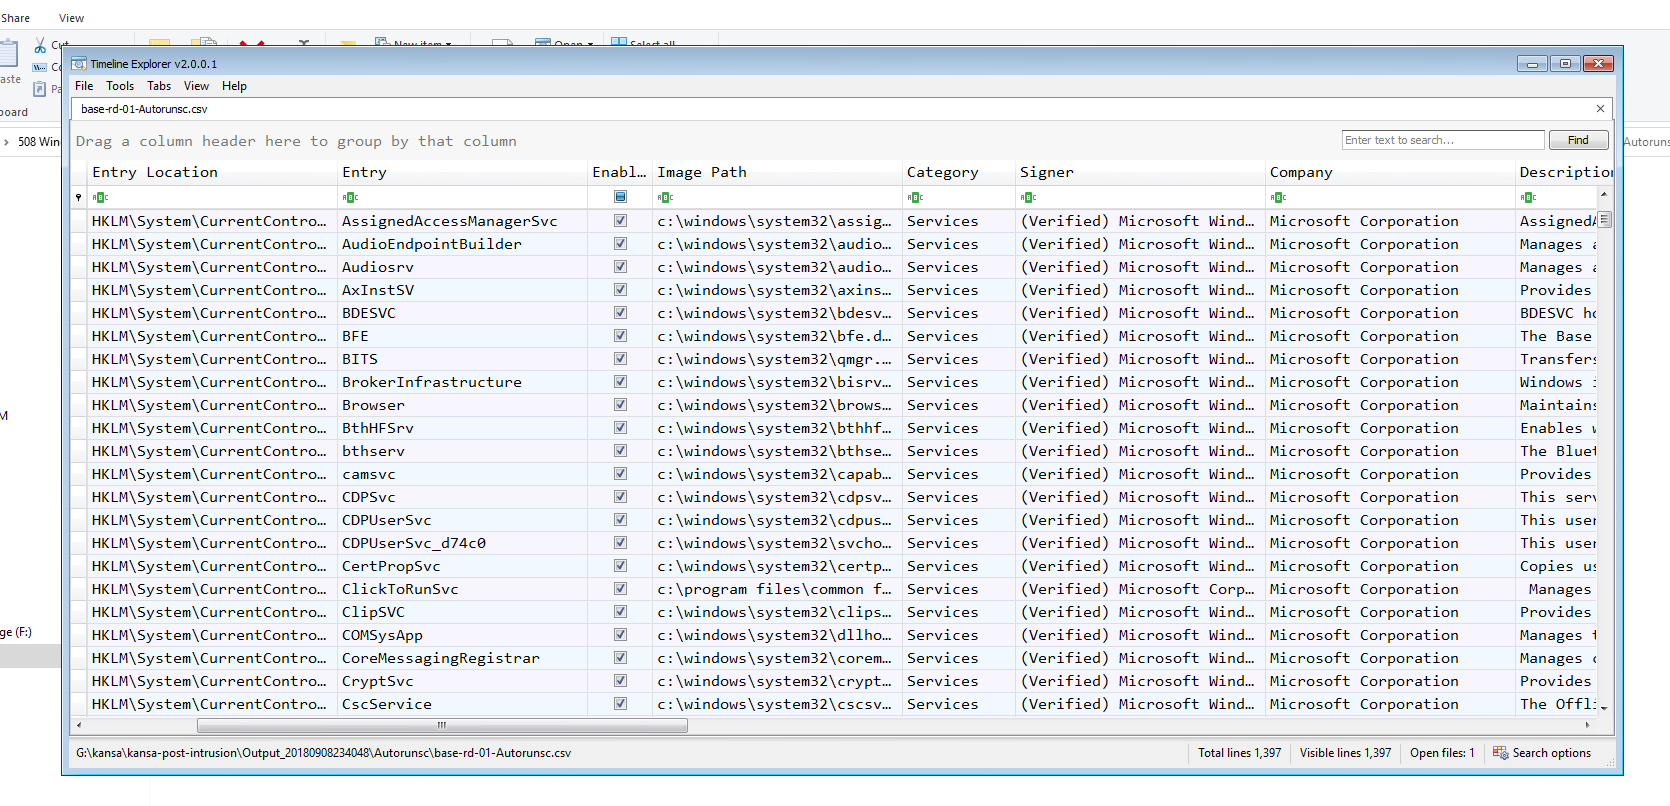 Share View
Cut
New item
Open
Select all
Timeline Explorer v2.0.0.1
File Tools Tabs View Help
base-rd-01-Autorunsc.csv
508 Win
Drag a column header here to group by that column
Enter text to search...
Find
Entry Location Entry Enabl... Image Path Category Signer Company Description
HKLM\System\CurrentContro... AssignedAccessManagerSvc c:\windows\system32\assig... Services (Verified) Microsoft Wind... Microsoft Corporation AssignedA
HKLM\System\CurrentContro... AudioEndpointBuilder c:\windows\system32\audio... Services (Verified) Microsoft Wind... Microsoft Corporation Manages a
HKLM\System\CurrentContro... Audiosrv c:\windows\system32\audio... Services (Verified) Microsoft Wind... Microsoft Corporation Manages a
HKLM\System\CurrentContro... AxInstSV c:\windows\system32\axins... Services (Verified) Microsoft Wind... Microsoft Corporation Provides
HKLM\System\CurrentContro... BDESVC c:\windows\system32\bdesv... Services (Verified) Microsoft Wind... Microsoft Corporation BDESVC ho
HKLM\System\CurrentContro... BFE c:\windows\system32\bfe.d... Services (Verified) Microsoft Wind... Microsoft Corporation The Base
HKLM\System\CurrentContro... BITS c:\windows\system32\qmgr.... Services (Verified) Microsoft Wind... Microsoft Corporation Transfers
HKLM\System\CurrentContro... BrokerInfrastructure c:\windows\system32\bisrv... Services (Verified) Microsoft Wind... Microsoft Corporation Windows i
HKLM\System\CurrentContro... Browser c:\windows\system32\brows... Services (Verified) Microsoft Wind... Microsoft Corporation Maintains
HKLM\System\CurrentContro... BthHFSrv c:\windows\system32\bthhf... Services (Verified) Microsoft Wind... Microsoft Corporation Enables w
HKLM\System\CurrentContro... bthserv c:\windows\system32\bthse... Services (Verified) Microsoft Wind... Microsoft Corporation The Bluet
HKLM\System\CurrentContro... camsvc c:\windows\system32\capab... Services (Verified) Microsoft Wind... Microsoft Corporation Provides
HKLM\System\CurrentContro... CDPSvc c:\windows\system32\cdpsv... Services (Verified) Microsoft Wind... Microsoft Corporation This serv
HKLM\System\CurrentContro... CDPUserSvc c:\windows\system32\cdpus... Services (Verified) Microsoft Wind... Microsoft Corporation This user
HKLM\System\CurrentContro... CDPUserSvc_d74c0 c:\windows\system32\svcho... Services (Verified) Microsoft Wind... Microsoft Corporation This user
HKLM\System\CurrentContro... CertPropSvc c:\windows\system32\certp... Services (Verified) Microsoft Wind... Microsoft Corporation Copies us
HKLM\System\CurrentContro... ClickToRunSvc c:\program files\common f... Services (Verified) Microsoft Corp... Microsoft Corporation Manages
HKLM\System\CurrentContro... ClipSVC c:\windows\system32\clips... Services (Verified) Microsoft Wind... Microsoft Corporation Provides
HKLM\System\CurrentContro... COMSysApp c:\windows\system32\dllho... Services (Verified) Microsoft Wind... Microsoft Corporation Manages t
HKLM\System\CurrentContro... CoreMessagingRegistrar c:\windows\system32\corem... Services (Verified) Microsoft Wind... Microsoft Corporation Manages c
HKLM\System\CurrentContro... CryptSvc c:\windows\system32\crypt... Services (Verified) Microsoft Wind... Microsoft Corporation Provides
HKLM\System\CurrentContro... CscService c:\windows\system32\cscsv... Services (Verified) Microsoft Wind... Microsoft Corporation The Offli
ge (F:)
G:\kansa\kansa-post-intrusion\Output_20180908234048\Autorunsc\base-rd-01-Autorunsc.csv
Total lines 1,397 Visible lines 1,397 Open files: 1 Search options